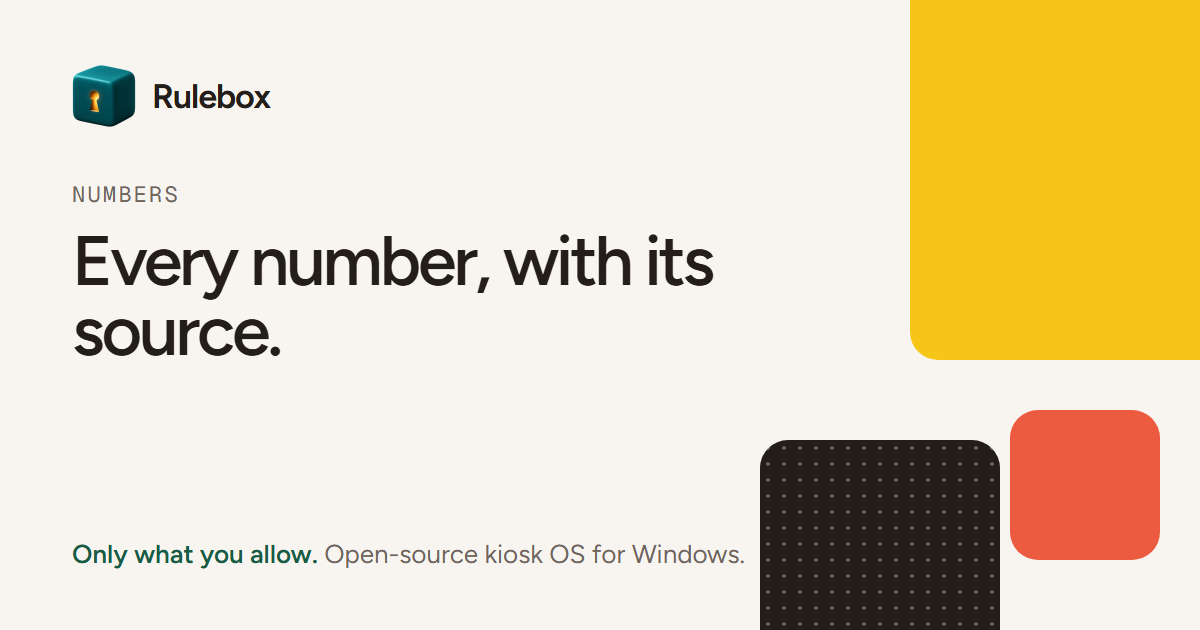 Rulebox
NUMBERS
Every number, with its
source.
Only what you allow. Open-source kiosk OS for Windows.